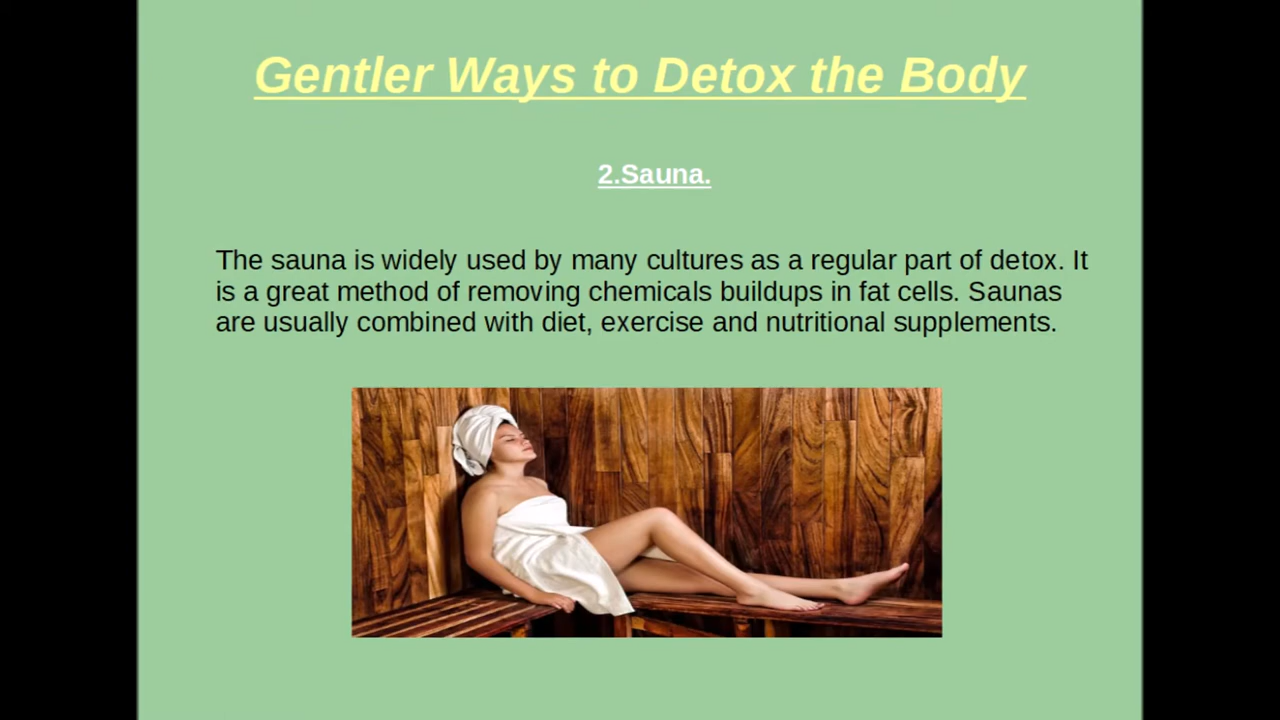 Gentler Ways to Detox the Body
2.Sauna.
The sauna is widely used by many cultures as a regular part of detox. It
is a great method of removing chemicals buildups in fat cells. Saunas
are usually combined with diet, exercise and nutritional supplements.